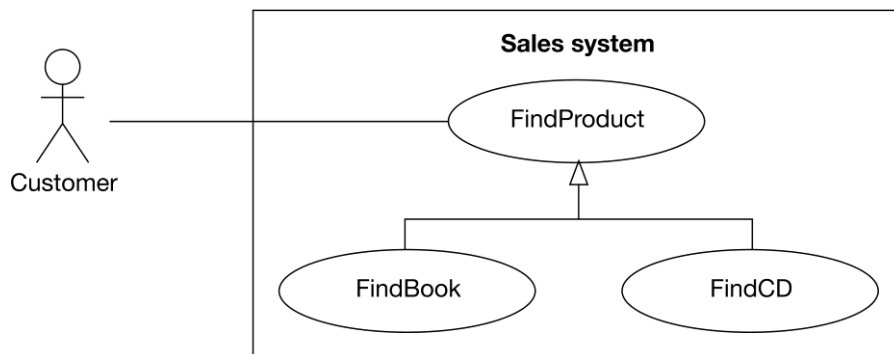 Sales system
FindProduct
Customer
FindBook
FindCD